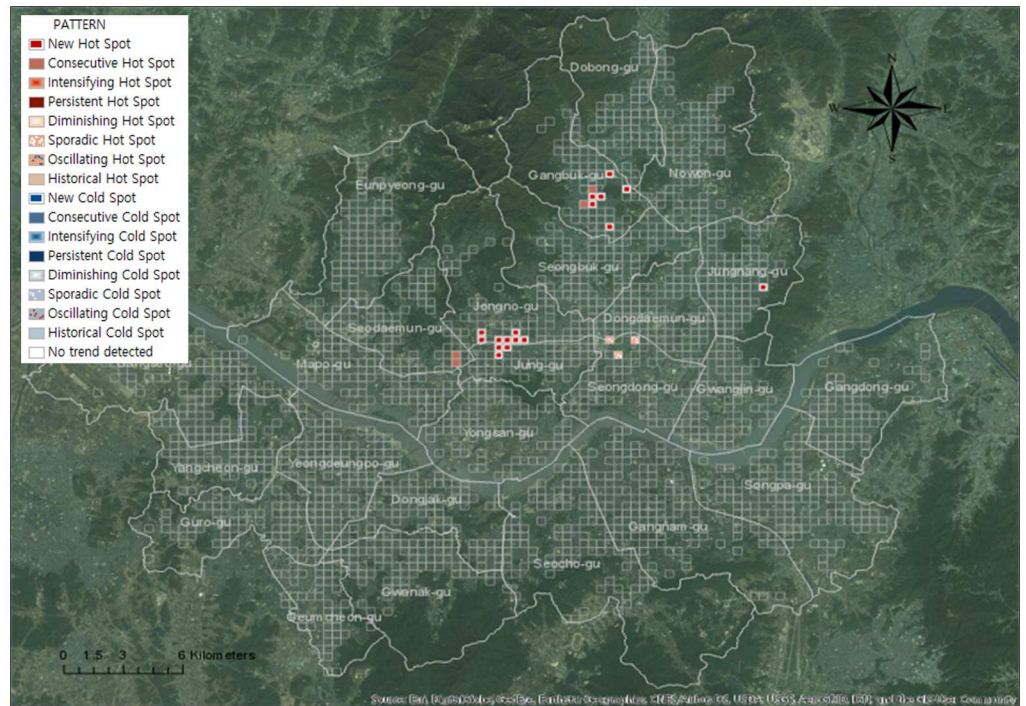 PATTERN
New Hot Spot
Consecutive Hot Spot
Intensifying Hot Spot
Persistent Hot Spot
Diminishing Hot Spot
Sporadic Hot Spot
Oscillating Hot Spot
Historical Hot Spot
New Cold Spot
Consecutive Cold Spot
Intensifying Cold Spot
Persistent Cold Spot
Diminishing Cold Spot
Sporadic Cold Spot
Oscillating Cold Spot
Historical Cold Spot
No trend detected
N
W E
S
Dobong-gu
Gangbuk-gu
Nowon-gu
Eunpyeong-gu
Seongbuk-gu
Jungnang-gu
Jongno-gu
Dongdaemun-gu
Seodaemun-gu
Mapo-gu
Jung-gu
Seongdong-gu
Gwangjin-gu
Gangdong-gu
Yongsan-gu
Yangcheon-gu
Yeongdeungpo-gu
Songpa-gu
Dongjak-gu
Guro-gu
Gangnam-gu
Seocho-gu
Gwanak-gu
Geumcheon-gu
0 1.5 3 6 Kilometers